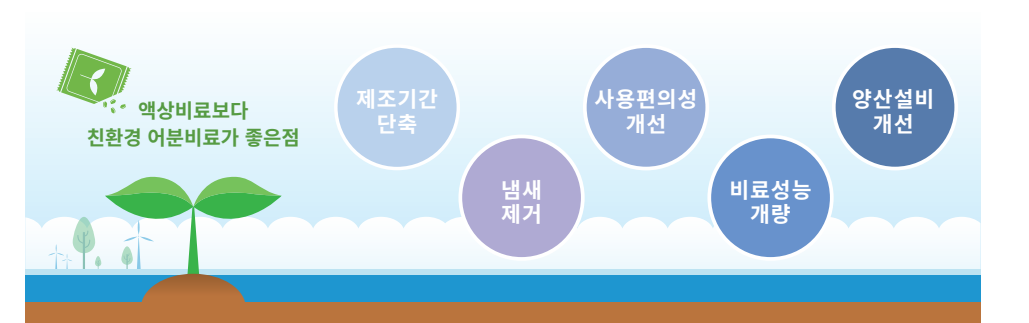 액상비료보다
친환경 어분비료가 좋은점
제조기간
단축
냄새
제거
사용편의성
개선
비료성능
개량
양산설비
개선